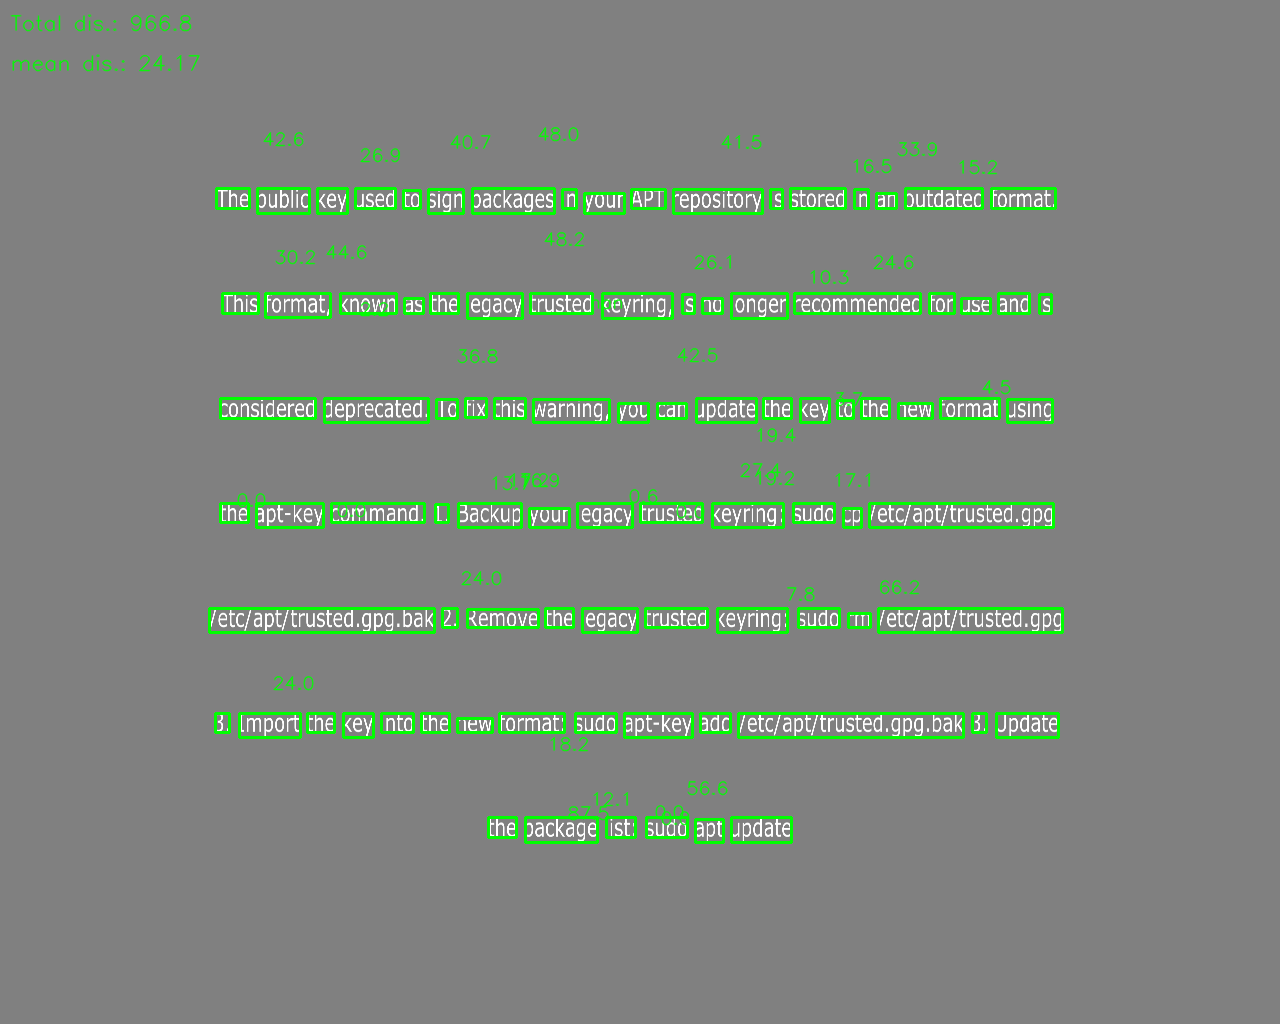 Total dis.: 966.8
mean dis.: 24.17
42.6 26.9 40.7 48.0 41.5 16.5 33.9 15.2
The public key used to sign packages in your APT repository is stored in an outdated format.
30.2 44.6 48.2 26.1 10.3 24.6
This format, known as the legacy trusted keyring, is no longer recommended for use and is
36.8 42.5 4.5
considered deprecated. To fix this warning, you can update the key to the new format using
19.4
27.4 19.2 17.1 0.6 0.0
the apt-key command. 1. Backup your legacy trusted keyring: sudo cp /etc/apt/trusted.gpg
24.0 7.8 66.2
/etc/apt/trusted.gpg.bak 2. Remove the legacy trusted keyring: sudo rm /etc/apt/trusted.gpg
24.0
3. Import the key into the new format: sudo apt-key add /etc/apt/trusted.gpg.bak 3. Update
18.2
12.1 0.0 56.6
the package list: sudo apt update